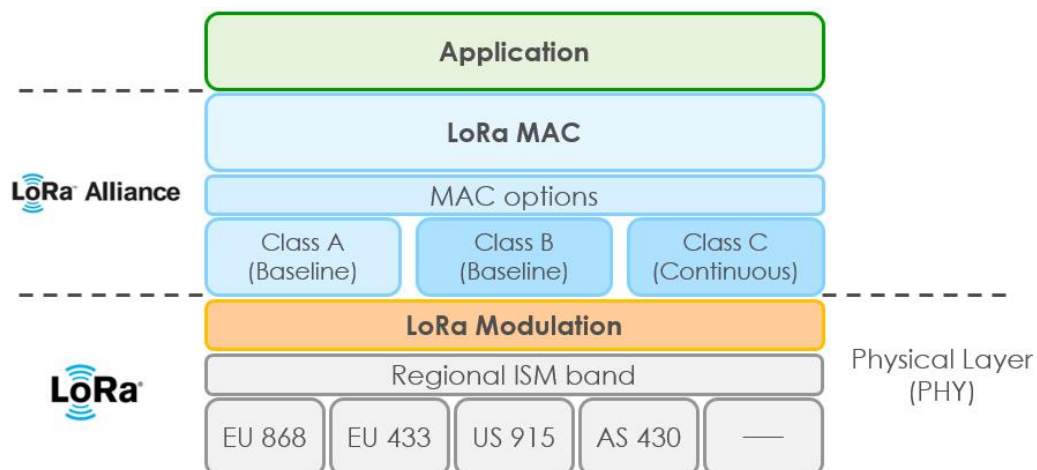 Application
LoRa MAC
LoRa™ Alliance
MAC options
Class A
(Baseline)
Class B
(Baseline)
Class C
(Continuous)
LoRa Modulation
LoRa®
Regional ISM band
Physical Layer
(PHY)
EU 868
EU 433
US 915
AS 430
—